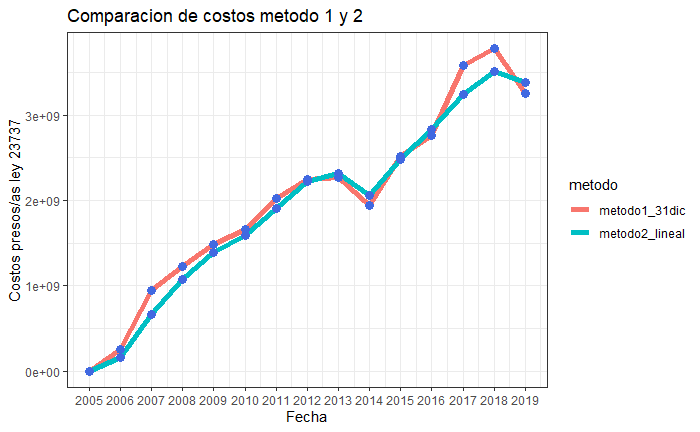 Comparacion de costos metodo 1 y 2
Costos presos/as ley 23737
3e+09
2e+09
1e+09
0e+00
2005 2006 2007 2008 2009 2010 2011 2012 2013 2014 2015 2016 2017 2018 2019
Fecha
metodo
metodo1_31dic
metodo2_lineal